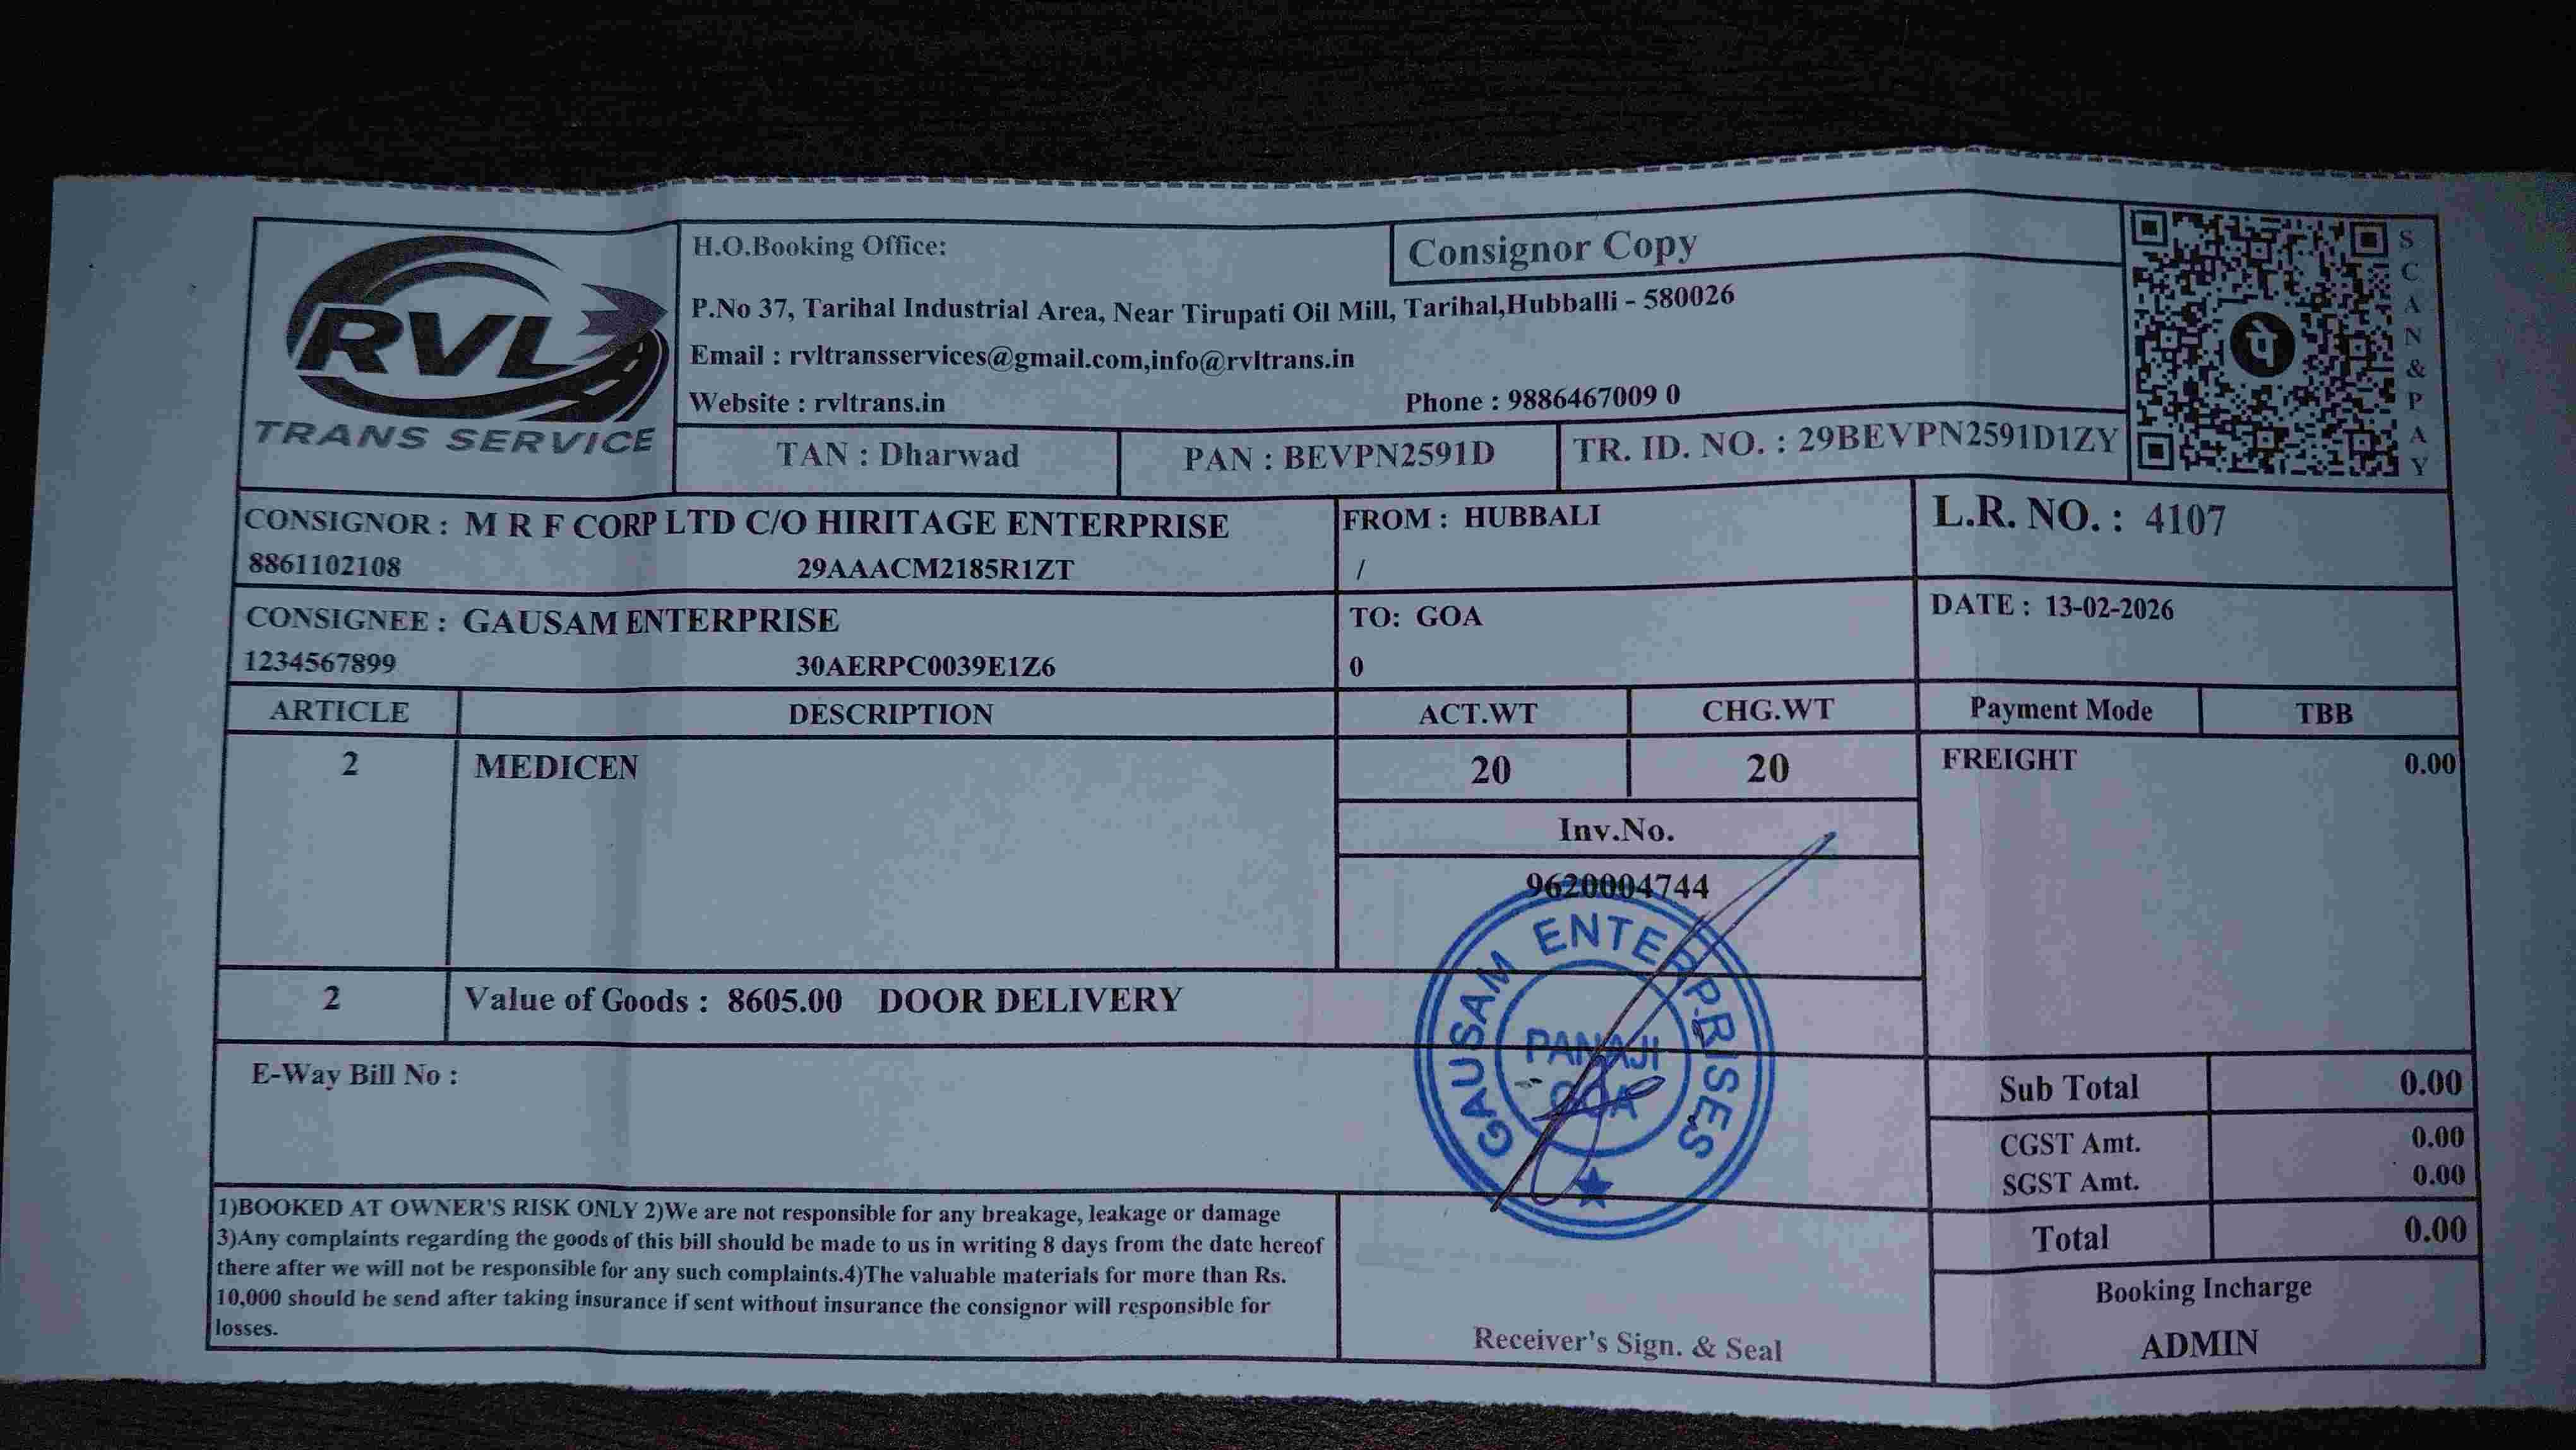 RVL
TRANS SERVICE
H.O.Booking Office:
Consignor Copy
P.No 37, Tarihal Industrial Area, Near Tirupati Oil Mill, Tarihal,Hubballi - 580026
Email : rvltransservices@gmail.com,info@rvltrans.in
Website : rvltrans.in Phone : 9886467009 0
TAN : Dharwad PAN : BEVPN2591D TR. ID. NO. : 29BEVPN2591D1ZY
पे
SCAN&PAY
CONSIGNOR : M R F CORP LTD C/O HIRITAGE ENTERPRISE FROM : HUBBALI L.R. NO. : 4107
8861102108 29AAACM2185R1ZT /
CONSIGNEE : GAUSAM ENTERPRISE TO: GOA DATE : 13-02-2026
1234567899 30AERPC0039E1Z6 0
ARTICLE DESCRIPTION ACT.WT CHG.WT Payment Mode TBB
2 MEDICEN 20 20 FREIGHT 0.00
Inv.No.
9620004744
2 Value of Goods : 8605.00 DOOR DELIVERY
GAUSAM ENTERPRISES
PANAJI
GOA
E-Way Bill No :
Sub Total 0.00
CGST Amt. 0.00
SGST Amt. 0.00
Total 0.00
1)BOOKED AT OWNER'S RISK ONLY 2)We are not responsible for any breakage, leakage or damage
3)Any complaints regarding the goods of this bill should be made to us in writing 8 days from the date hereof
there after we will not be responsible for any such complaints.4)The valuable materials for more than Rs.
10,000 should be send after taking insurance if sent without insurance the consignor will responsible for
losses.
Receiver's Sign. & Seal
Booking Incharge
ADMIN